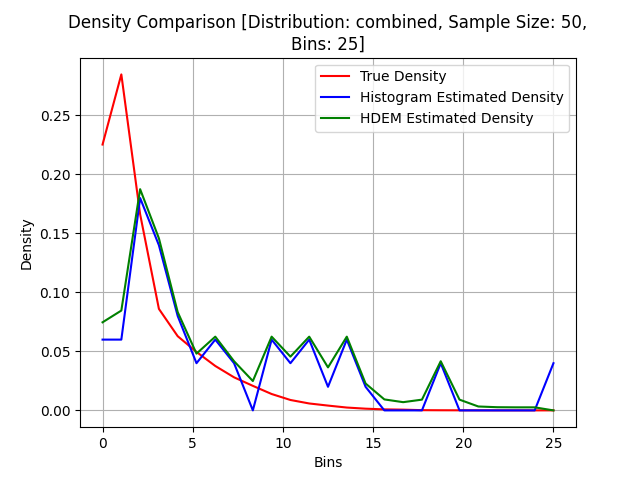 Density Comparison [Distribution: combined, Sample Size: 50,
Bins: 25]
True Density
Histogram Estimated Density
HDEM Estimated Density
Density
0.25
0.20
0.15
0.10
0.05
0.00
0 5 10 15 20 25
Bins